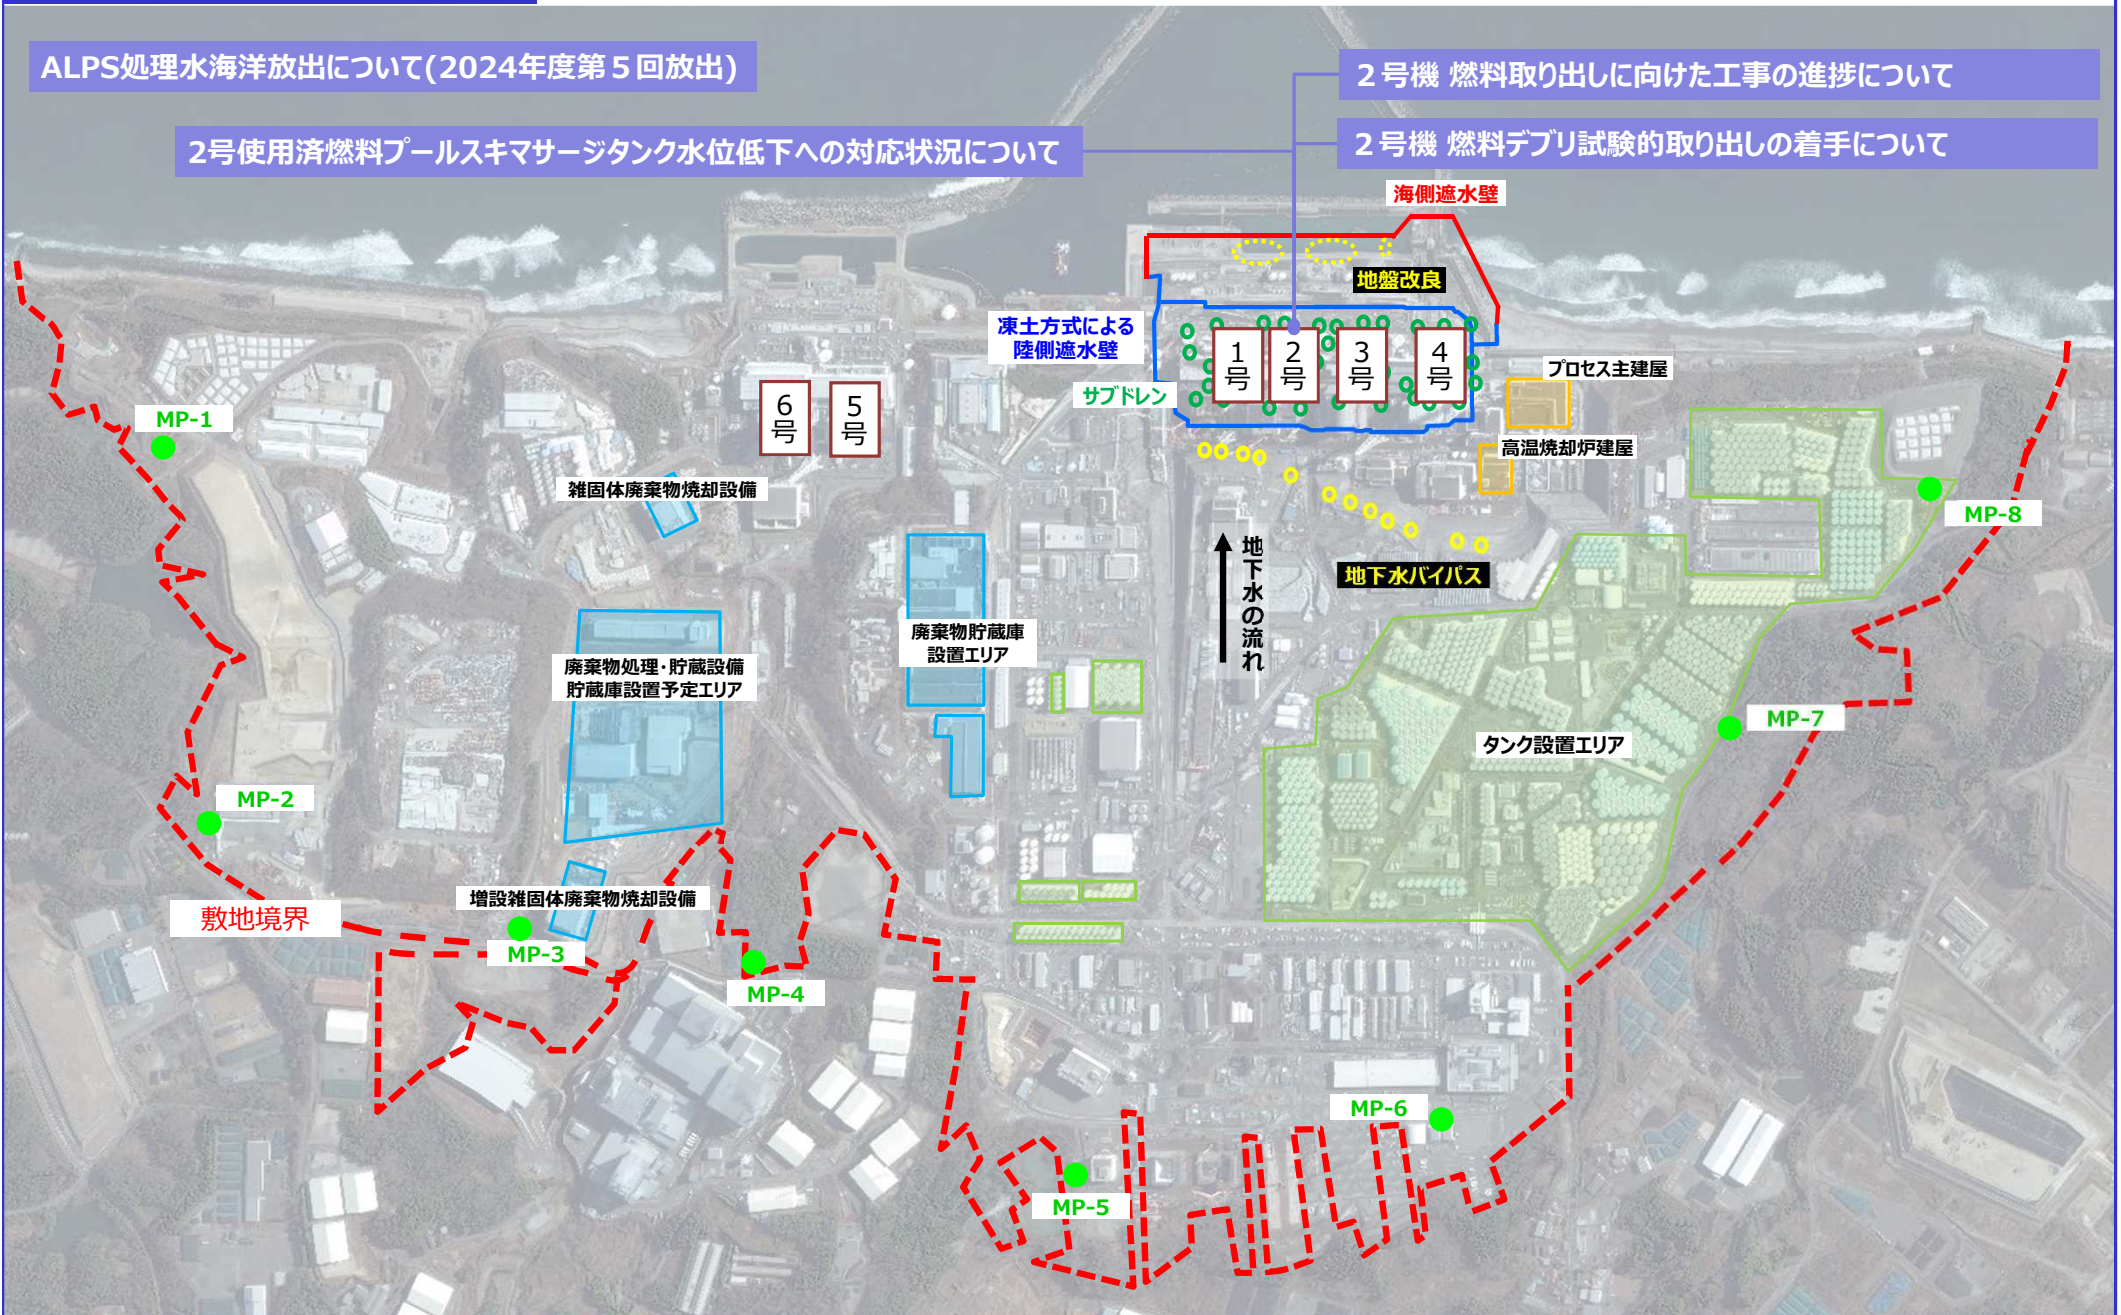 ALPS処理水海洋放出について(2024年度第５回放出)
２号機 燃料取り出しに向けた工事の進捗について
2号使用済燃料プールスキマサージタンク水位低下への対応状況について
２号機 燃料デブリ試験的取り出しの着手について
海側遮水壁
地盤改良
凍土方式による
陸側遮水壁
サブドレン
1号
2号
3号
4号
プロセス主建屋
高温焼却炉建屋
6号
5号
MP-1
雑固体廃棄物焼却設備
MP-8
地下水の流れ
地下水バイパス
廃棄物貯蔵庫
設置エリア
廃棄物処理・貯蔵設備
貯蔵庫設置予定エリア
MP-7
タンク設置エリア
MP-2
増設雑固体廃棄物焼却設備
敷地境界
MP-3
MP-4
MP-6
MP-5